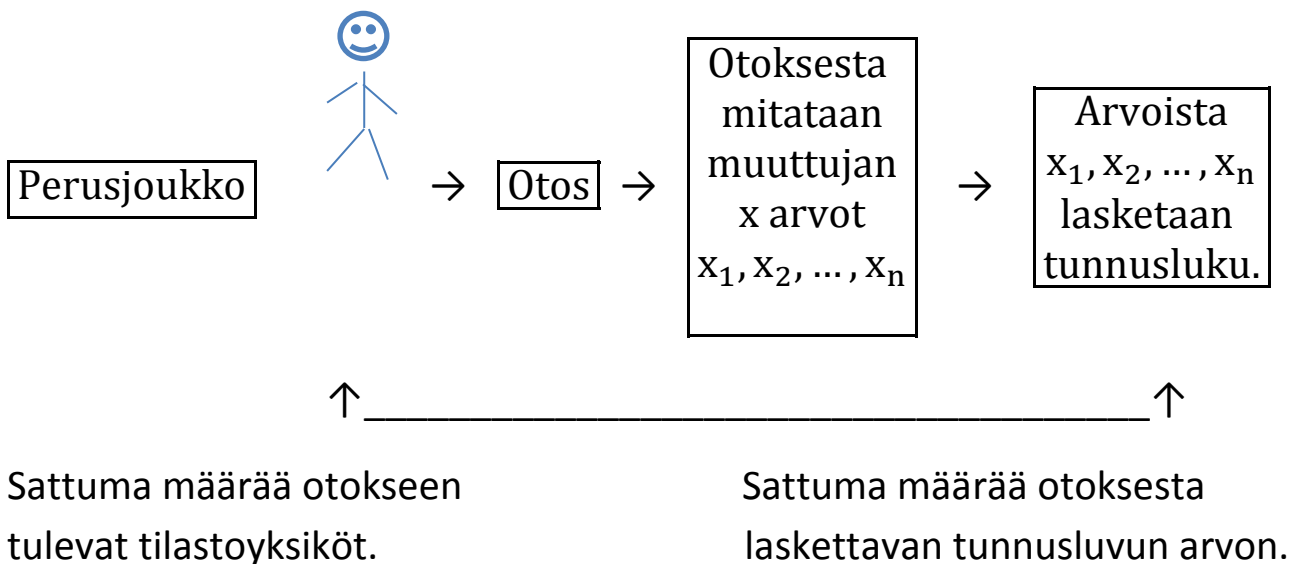 Perusjoukko
→
Otos
→
Otoksesta
mitataan
muuttujan
x arvot
x₁, x₂, … , xₙ
→
Arvoista
x₁, x₂, … , xₙ
lasketaan
tunnusluku.
↑_____________________________________↑
Sattuma määrää otokseen
tulevat tilastoyksiköt.
Sattuma määrää otoksesta
laskettavan tunnusluvun arvon.